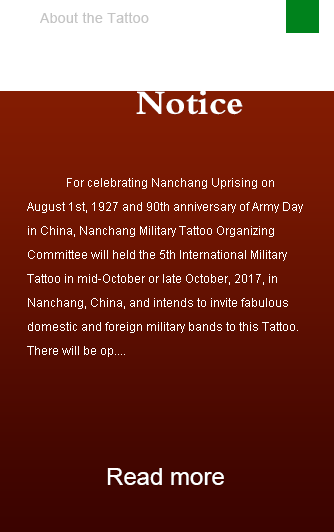 About the Tattoo
Notice
For celebrating Nanchang Uprising on
August 1st, 1927 and 90th anniversary of Army Day
in China, Nanchang Military Tattoo Organizing
Committee will held the 5th International Military
Tattoo in mid-October or late October, 2017, in
Nanchang, China, and intends to invite fabulous
domestic and foreign military bands to this Tattoo.
There will be op....
Read more